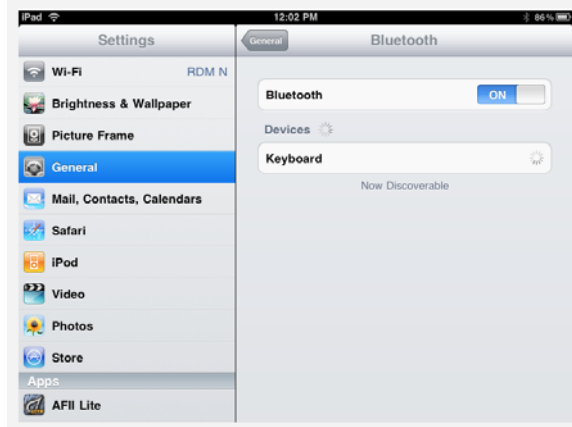 iPad 12:02 PM 86%
Settings
General Bluetooth
Wi-Fi RDM N
Brightness & Wallpaper
Picture Frame
General
Mail, Contacts, Calendars
Safari
iPod
Video
Photos
Store
Apps
AFII Lite
Bluetooth ON
Devices
Keyboard
Now Discoverable